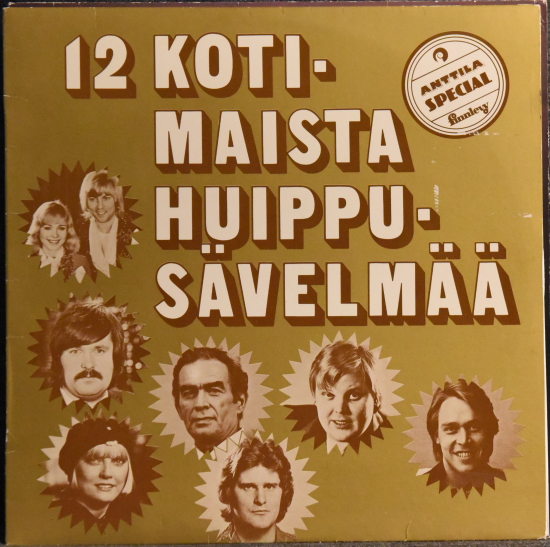 12 KOTI-
MAISTA
HUIPPU-
SÄVELMÄÄ
ANTTILA
SPECIAL
Finnlevy